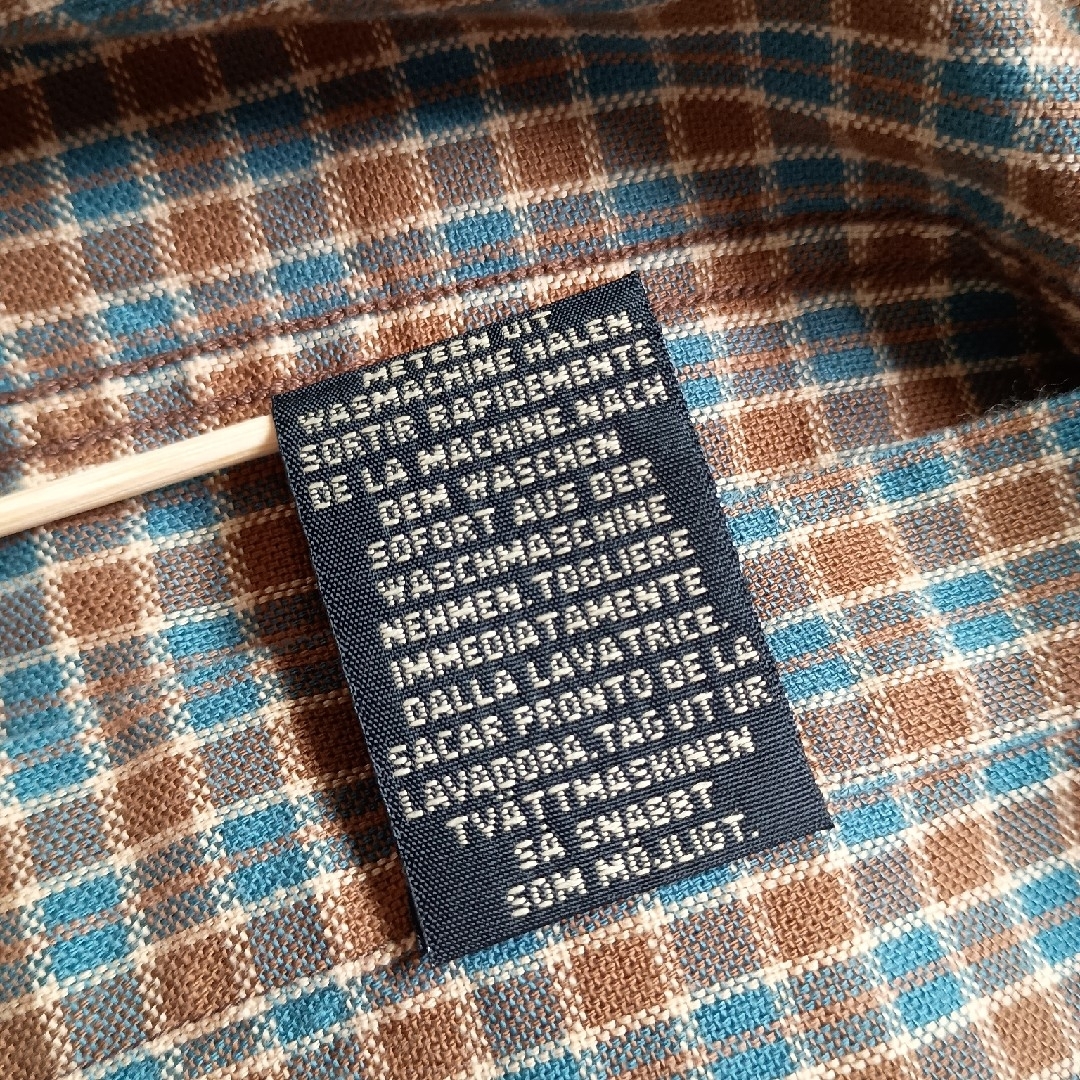 METEEN UIT
WASMACHINE HALEN.
SORTIR RAPIDEMENTE
DE LA MACHINE.NACH
DEM WASCHEN
SOFORT AUS DER
WASCHMASCHINE
NEHMEN.TOGLIERE
IMMEDIATAMENTE
DALLA LAVATRICE.
SACAR PRONTO DE LA
LAVADORA.TAG UT UR
TVÄTTMASKINEN
SA SNABBT
SOM MÖJLIGT.